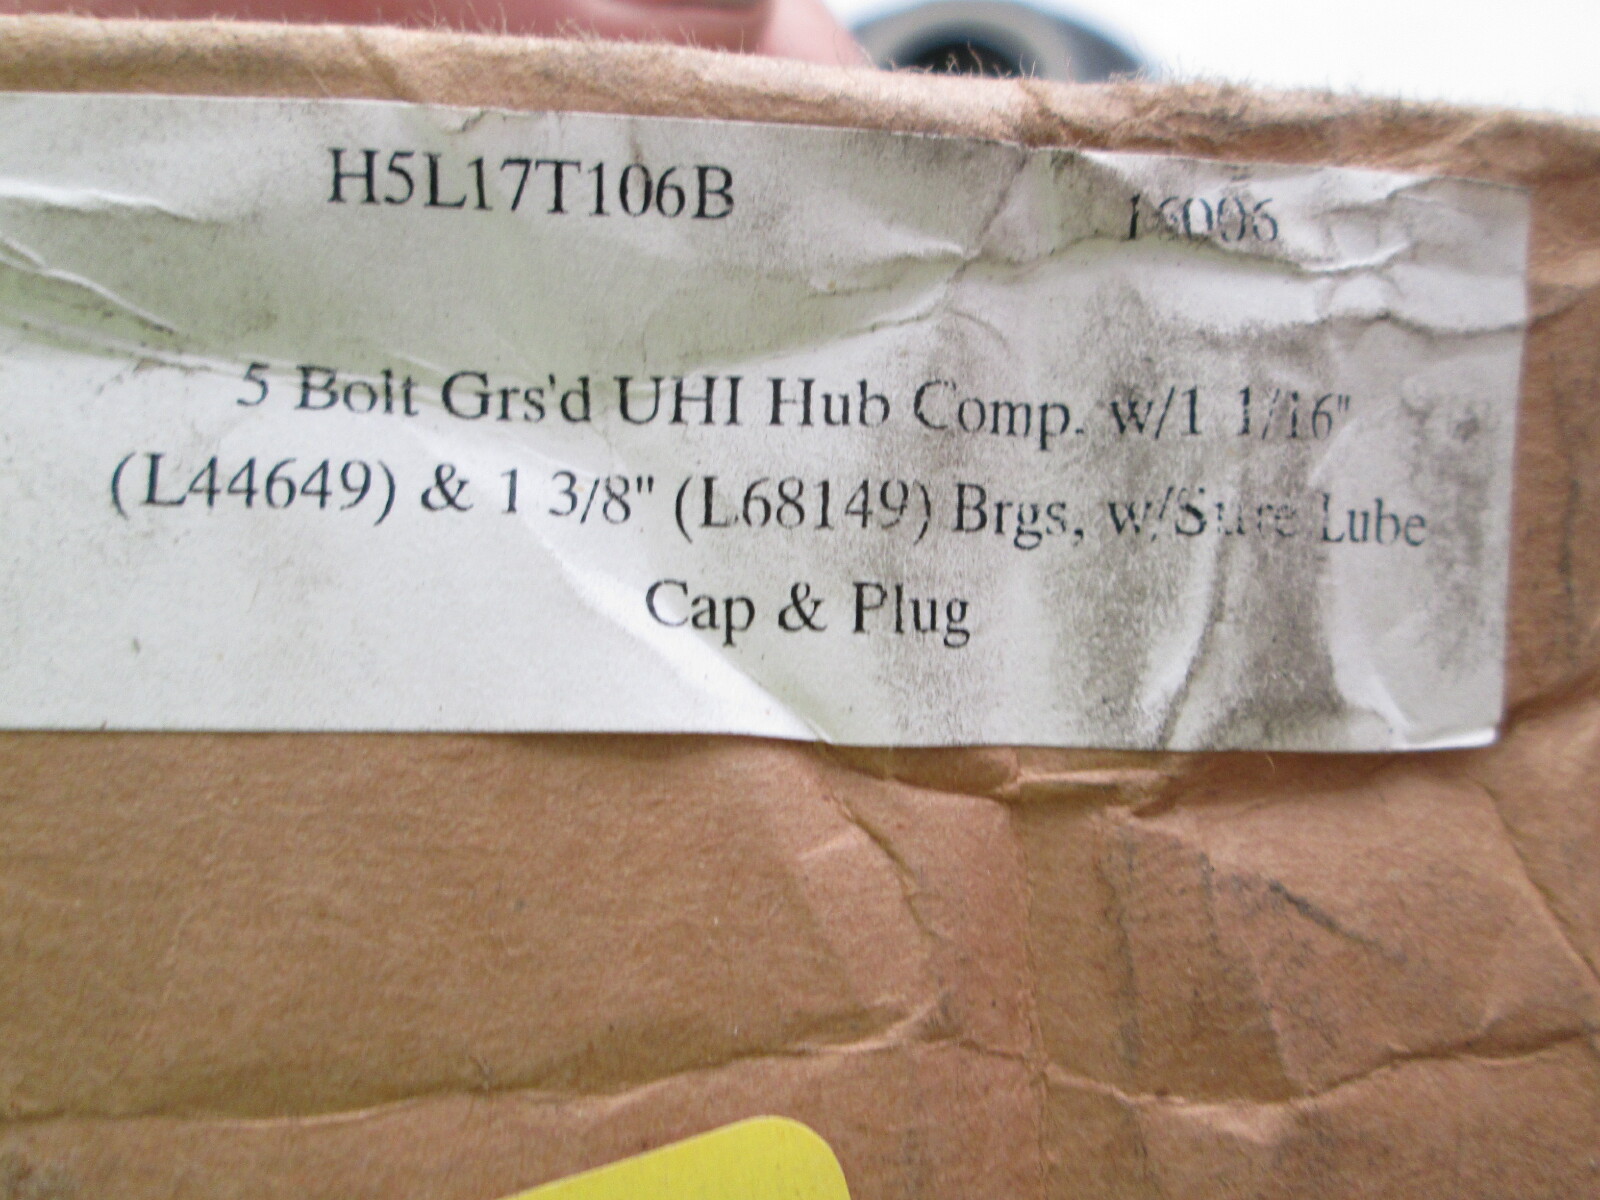 H5L17T106B
5 Bolt Grs'd UHI Hub Comp. w/1 1/16"
(L44649) & 1 3/8" (L68149) Brgs, w/Sure Lube
Cap & Plug